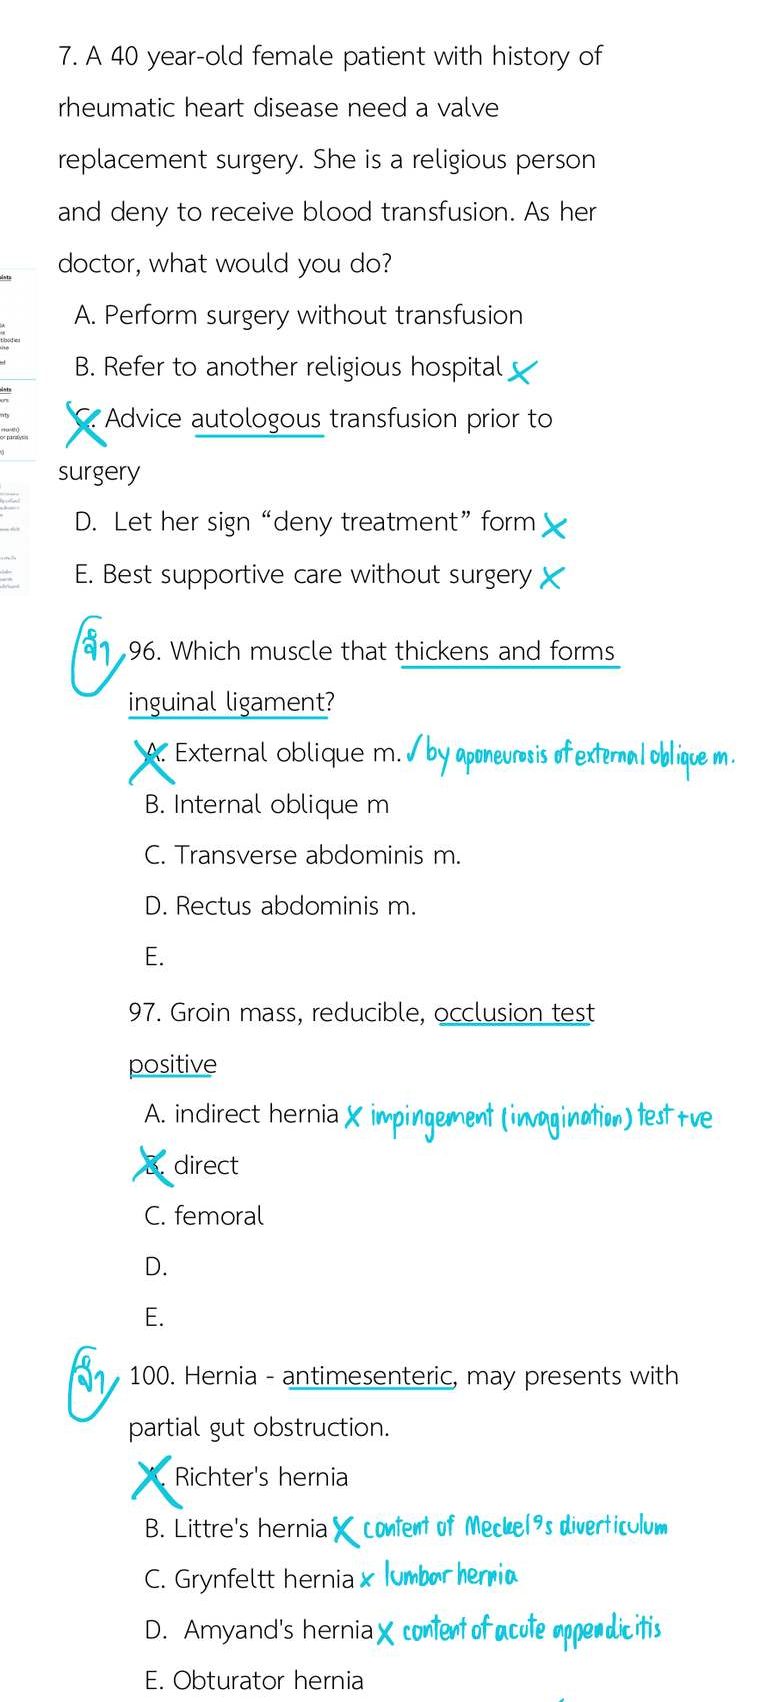 7. A 40 year-old female patient with history of
rheumatic heart disease need a valve
replacement surgery. She is a religious person
and deny to receive blood transfusion. As her
doctor, what would you do?
A. Perform surgery without transfusion
B. Refer to another religious hospital
C. Advice autologous transfusion prior to
surgery
D. Let her sign “deny treatment” form
E. Best supportive care without surgery
96. Which muscle that thickens and forms
inguinal ligament?
A. External oblique m. ✓ by aponeurosis of external oblique m.
B. Internal oblique m
C. Transverse abdominis m.
D. Rectus abdominis m.
E.
97. Groin mass, reducible, occlusion test
positive
A. indirect hernia X impingement (invagination) test +ve
B. direct
C. femoral
D.
E.
100. Hernia - antimesenteric, may presents with
partial gut obstruction.
A. Richter's hernia
B. Littre's hernia X content of Meckel's diverticulum
C. Grynfeltt hernia x lumbar hernia
D. Amyand's hernia X content of acute appendicitis
E. Obturator hernia